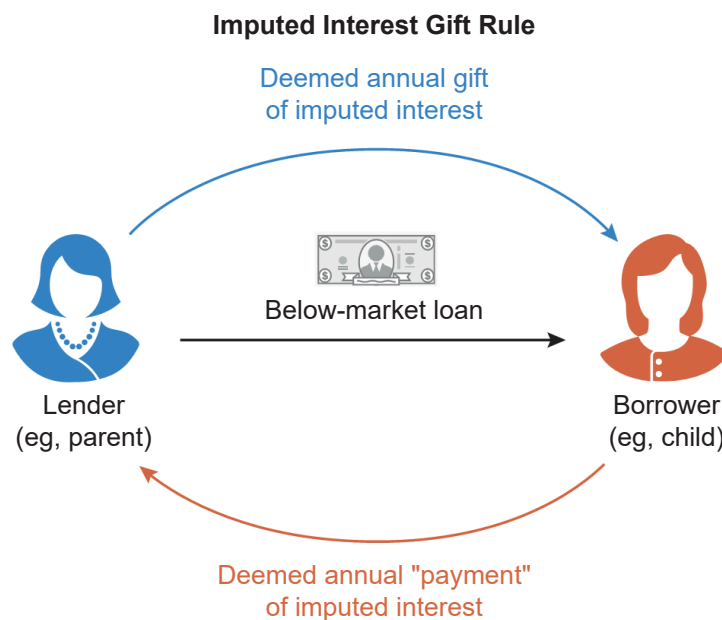 Imputed Interest Gift Rule
Deemed annual gift
of imputed interest
$ $
$ $
Below-market loan
Lender
(eg, parent)
Borrower
(eg, child)
Deemed annual "payment"
of imputed interest